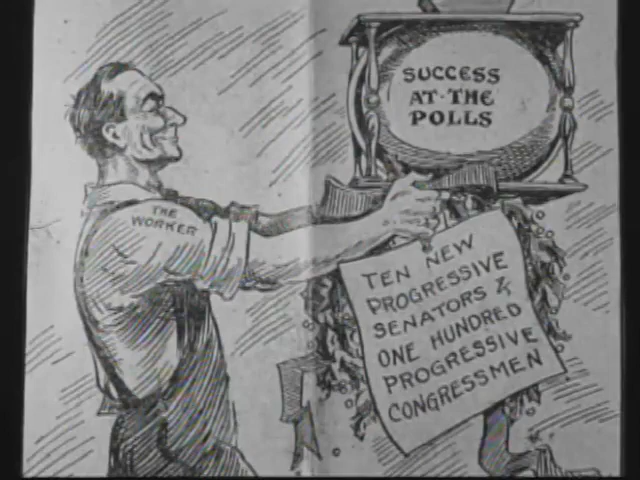 SUCCESS
AT·THE
POLLS
THE
WORKER
TEN NEW
PROGRESSIVE
SENATORS &
ONE HUNDRED
PROGRESSIVE
CONGRESSMEN